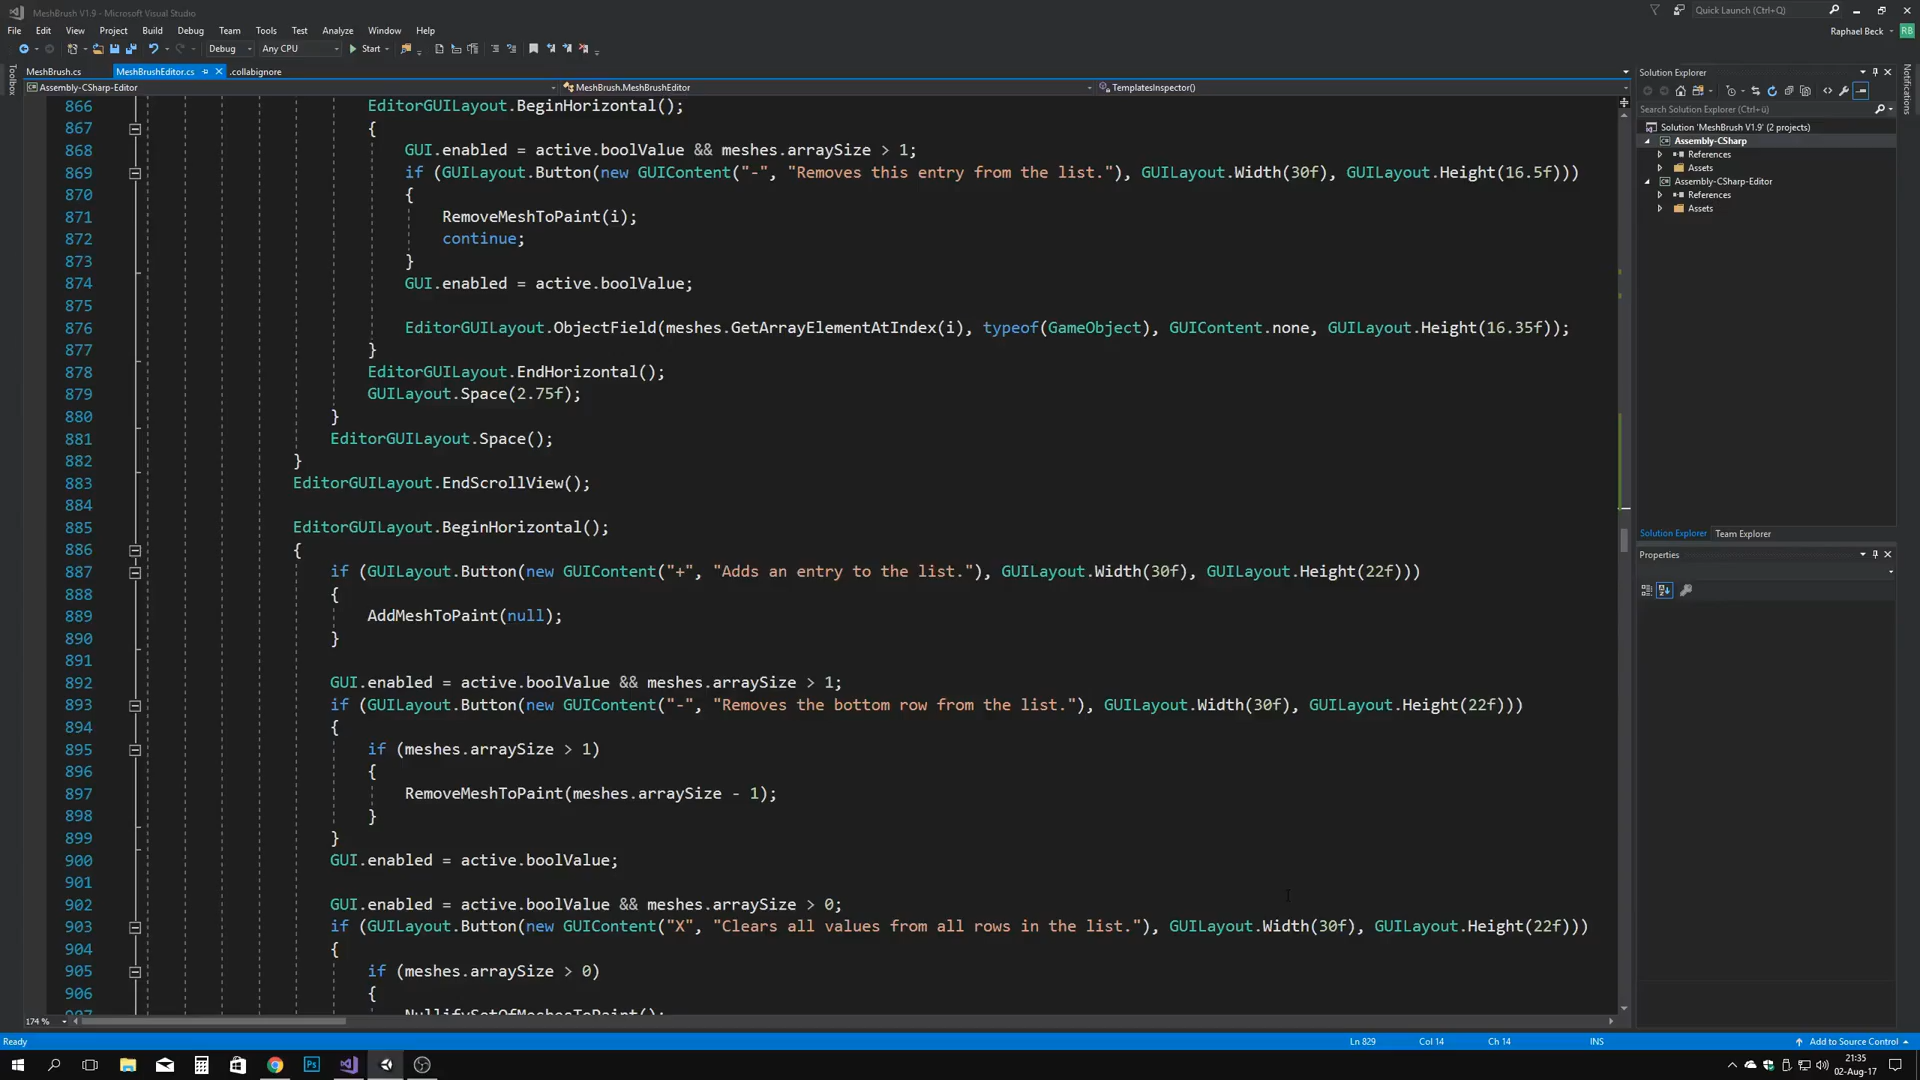 MeshBrush V1.9 - Microsoft Visual Studio
Quick Launch (Ctrl+Q)
File Edit View Project Build Debug Team Tools Test Analyze Window Help
Raphael Beck RB
Debug Any CPU Start
Toolbox
MeshBrush.cs MeshBrushEditor.cs .collabignore
Assembly-CSharp-Editor MeshBrush.MeshBrushEditor TemplatesInspector()
866 EditorGUILayout.BeginHorizontal();
867 {
868 GUI.enabled = active.boolValue && meshes.arraySize > 1;
869 if (GUILayout.Button(new GUIContent("-", "Removes this entry from the list."), GUILayout.Width(30f), GUILayout.Height(16.5f)))
870 {
871 RemoveMeshToPaint(i);
872 continue;
873 }
874 GUI.enabled = active.boolValue;
875
876 EditorGUILayout.ObjectField(meshes.GetArrayElementAtIndex(i), typeof(GameObject), GUIContent.none, GUILayout.Height(16.35f));
877 }
878 EditorGUILayout.EndHorizontal();
879 GUILayout.Space(2.75f);
880 }
881 EditorGUILayout.Space();
882 }
883 EditorGUILayout.EndScrollView();
884
885 EditorGUILayout.BeginHorizontal();
886 {
887 if (GUILayout.Button(new GUIContent("+", "Adds an entry to the list."), GUILayout.Width(30f), GUILayout.Height(22f)))
888 {
889 AddMeshToPaint(null);
890 }
891
892 GUI.enabled = active.boolValue && meshes.arraySize > 1;
893 if (GUILayout.Button(new GUIContent("-", "Removes the bottom row from the list."), GUILayout.Width(30f), GUILayout.Height(22f)))
894 {
895 if (meshes.arraySize > 1)
896 {
897 RemoveMeshToPaint(meshes.arraySize - 1);
898 }
899 }
900 GUI.enabled = active.boolValue;
901
902 GUI.enabled = active.boolValue && meshes.arraySize > 0;
903 if (GUILayout.Button(new GUIContent("X", "Clears all values from all rows in the list."), GUILayout.Width(30f), GUILayout.Height(22f)))
904 {
905 if (meshes.arraySize > 0)
906 {
907 NullifySetOfMeshesToPaint();
174 %
Solution Explorer
Search Solution Explorer (Ctrl+ü)
Solution 'MeshBrush V1.9' (2 projects)
Assembly-CSharp
References
Assets
Assembly-CSharp-Editor
References
Assets
Solution Explorer Team Explorer
Properties
Notifications
Ready Ln 829 Col 14 Ch 14 INS Add to Source Control
Ps
21:35
02-Aug-17